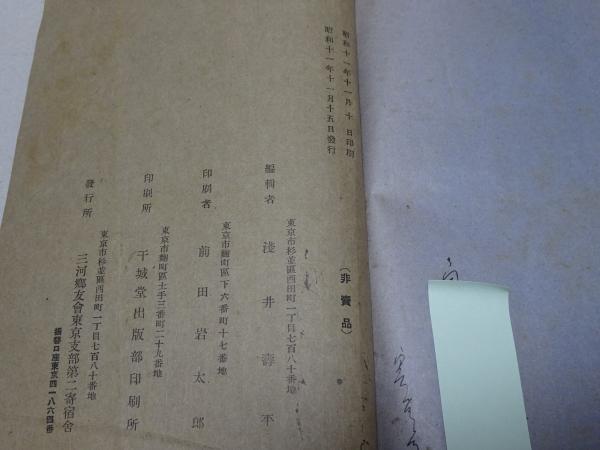 昭和十一年十一月十日印刷
昭和十一年十一月十五日發行
(非賣品)
東京市杉並區西田町一丁目七百八十番地
編輯者 淺井壽平
東京市麴町區下六番町十七番地
印刷者 前田岩太郎
東京市麴町區土手三番町二十九番地
印刷所 干城堂出版部印刷所
東京市杉並區西田町一丁目七百八十番地
發行所 三河鄕友會東京支部第二寄宿舍
振替口座東京四一八六四番